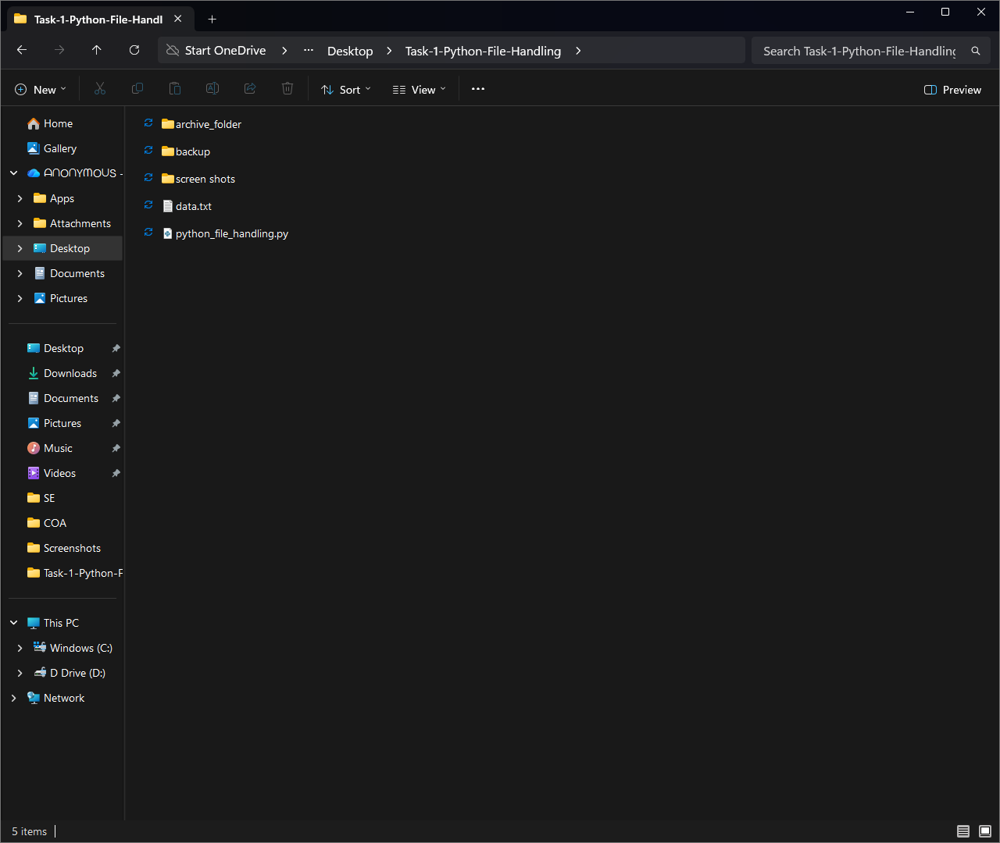 Task-1-Python-File-Handl
Start OneDrive > ... Desktop > Task-1-Python-File-Handling >
Search Task-1-Python-File-Handling
New
Sort
View
...
Preview
Home
Gallery
ᗩᑎOᑎYᗰOᑌS -
Apps
Attachments
Desktop
Documents
Pictures
Desktop
Downloads
Documents
Pictures
Music
Videos
SE
COA
Screenshots
Task-1-Python-F
This PC
Windows (C:)
D Drive (D:)
Network
archive_folder
backup
screen shots
data.txt
python_file_handling.py
5 items